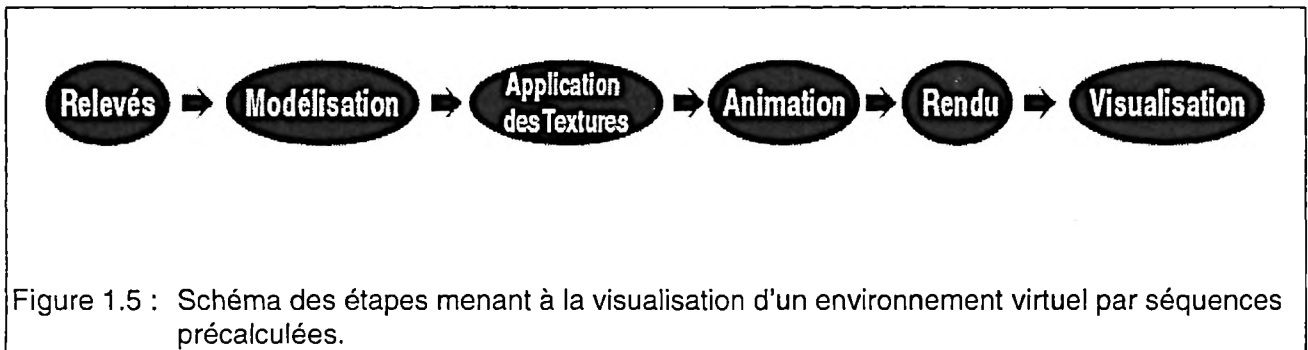 Relevés Modélisation Application des Textures Animation Rendu Visualisation
Figure 1.5 : Schéma des étapes menant à la visualisation d'un environnement virtuel par séquences
précalculées.